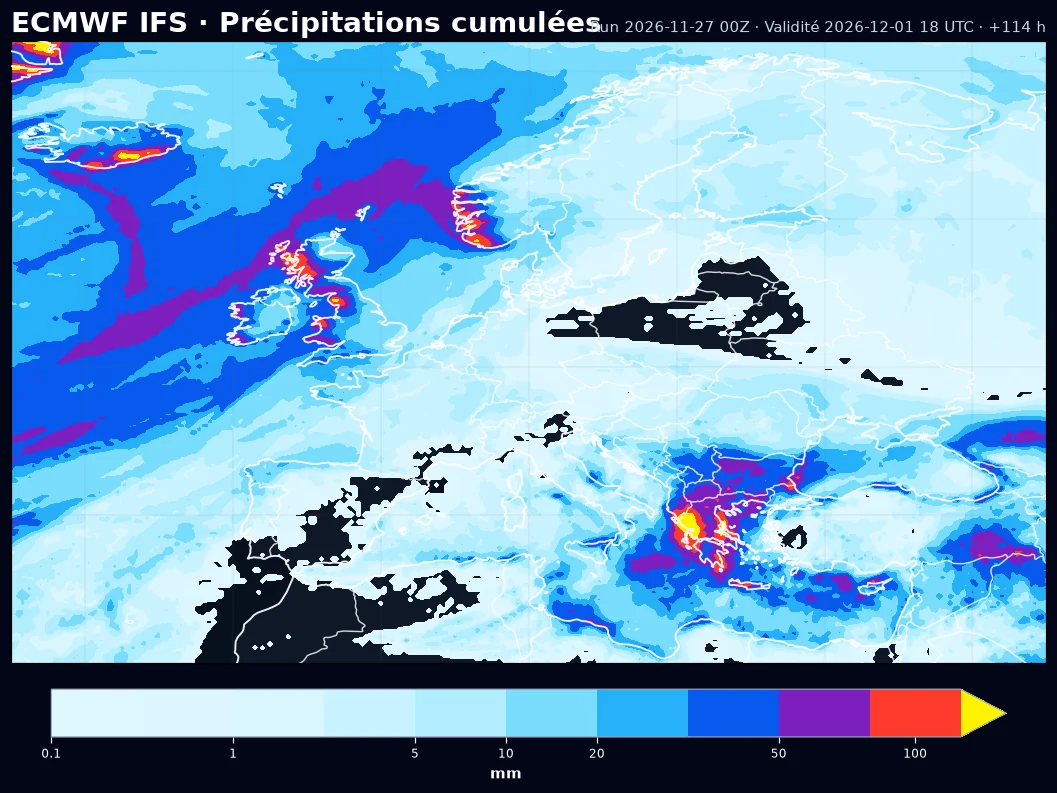 ECMWF IFS · Précipitations cumulées
Run 2026-11-27 00Z · Validité 2026-12-01 18 UTC · +114 h
0.1 1 5 10 20 50 100
mm